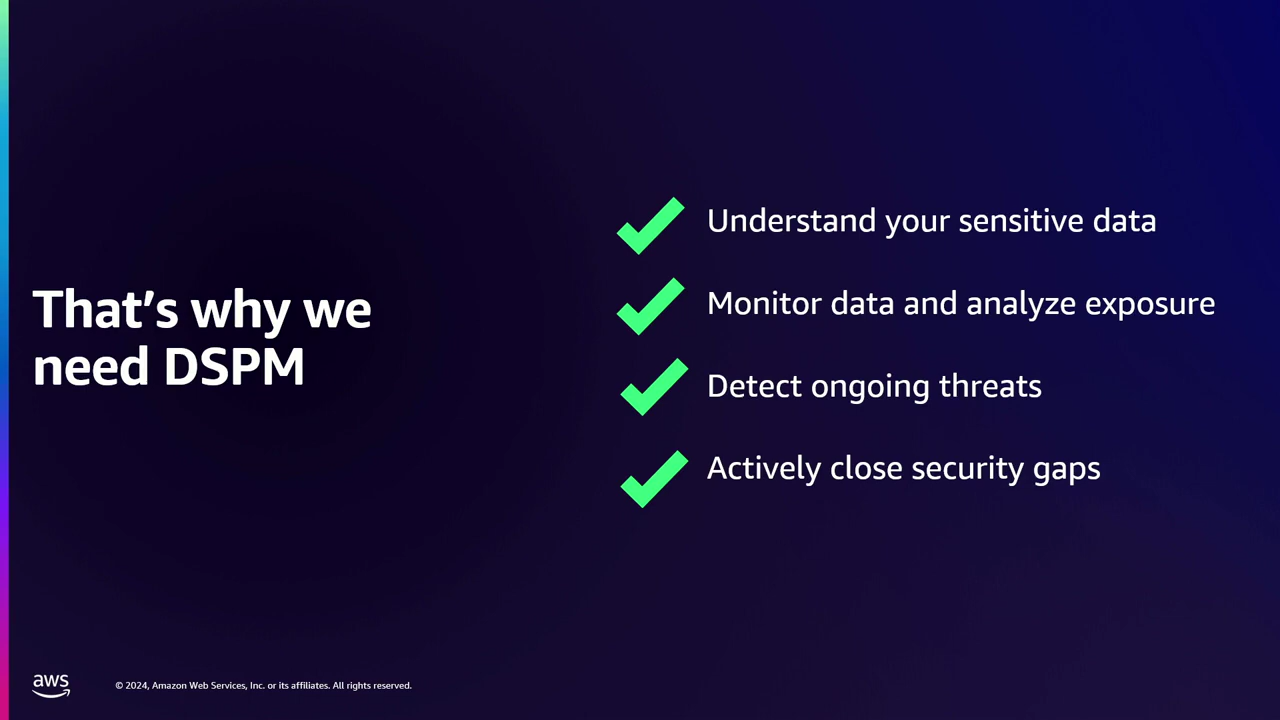 That’s why we
need DSPM
Understand your sensitive data
Monitor data and analyze exposure
Detect ongoing threats
Actively close security gaps
aws
© 2024, Amazon Web Services, Inc. or its affiliates. All rights reserved.